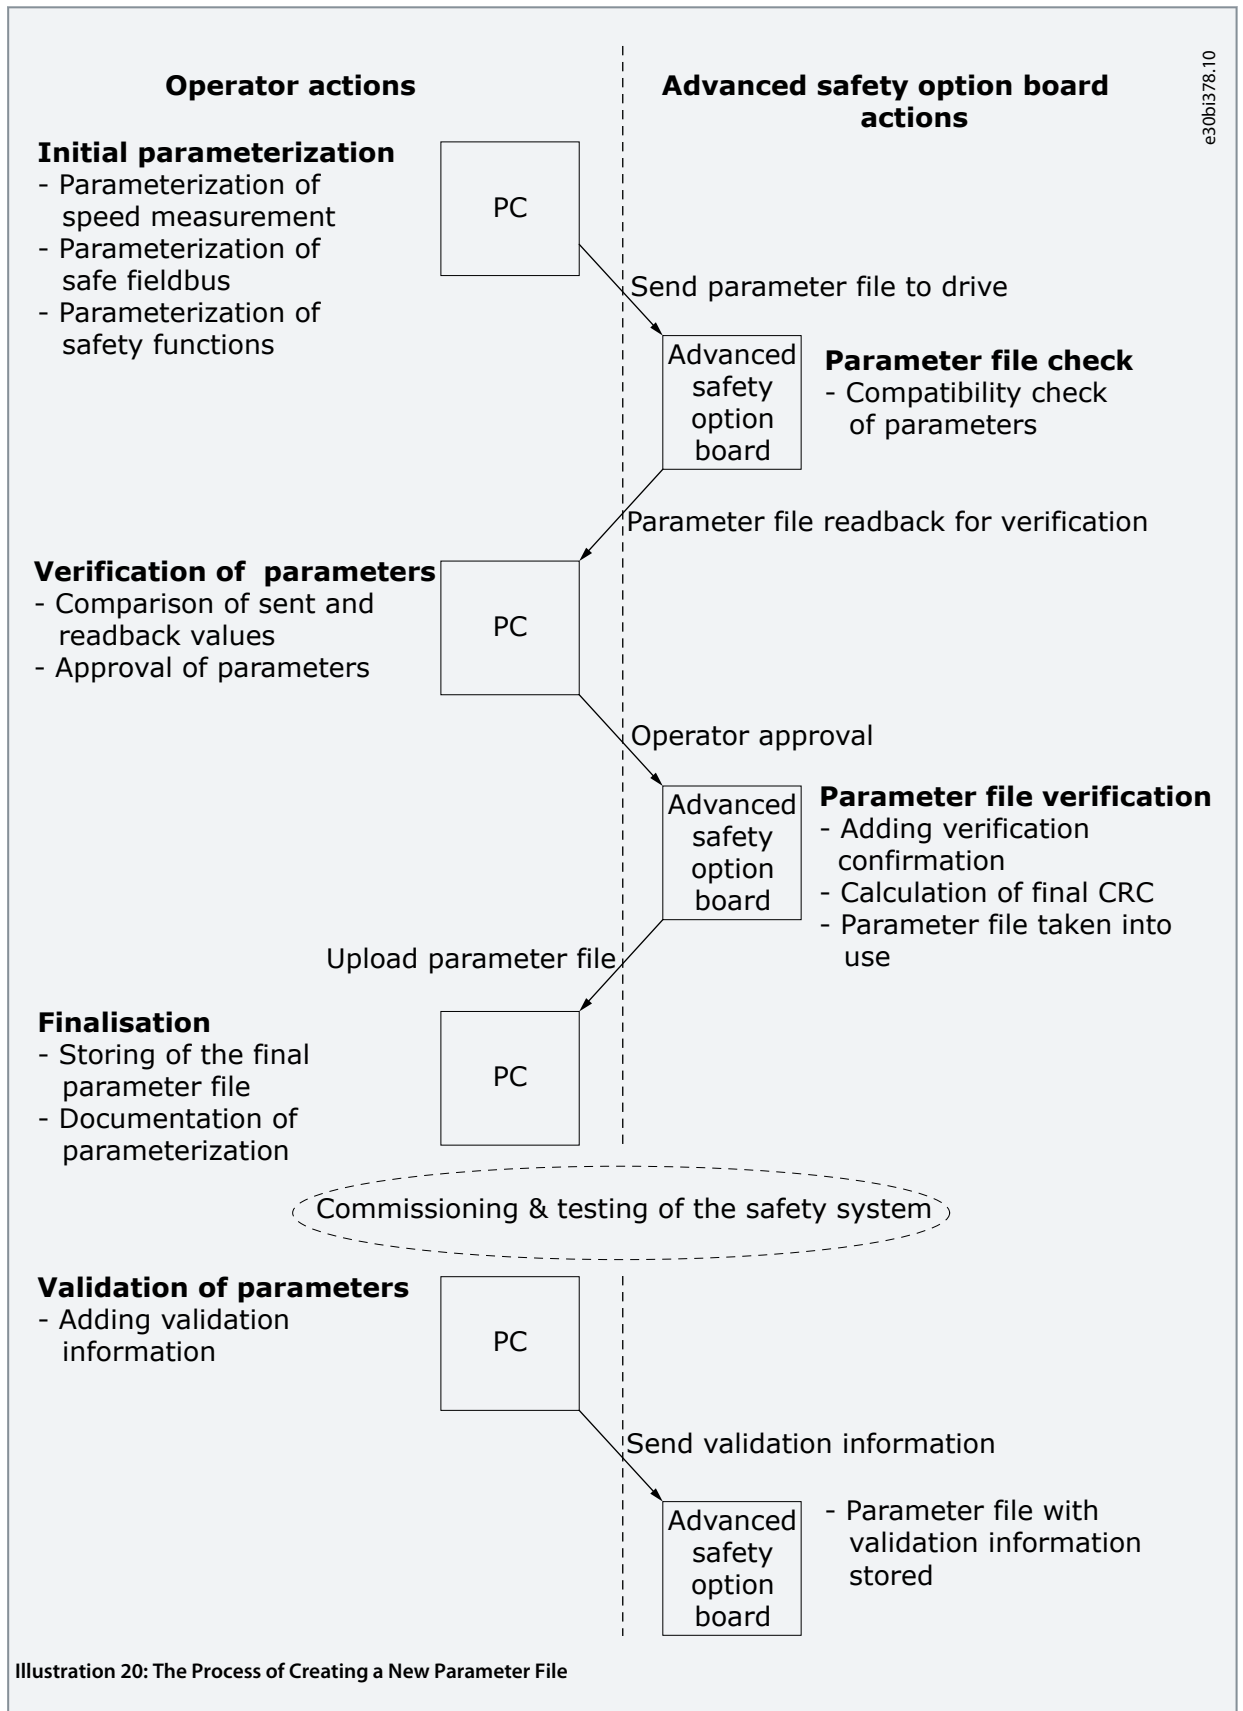 Operator actions
Advanced safety option board
actions
e30bi378.10
Initial parameterization
- Parameterization of
speed measurement
- Parameterization of
safe fieldbus
- Parameterization of
safety functions
PC
Send parameter file to drive
Advanced
safety
option
board
Parameter file check
- Compatibility check
of parameters
Parameter file readback for verification
Verification of  parameters
- Comparison of sent and
readback values
- Approval of parameters
PC
Operator approval
Advanced
safety
option
board
Parameter file verification
- Adding verification
confirmation
- Calculation of final CRC
- Parameter file taken into
use
Upload parameter file
Finalisation
- Storing of the final
parameter file
- Documentation of
parameterization
PC
Commissioning & testing of the safety system
Validation of parameters
- Adding validation
information
PC
Send validation information
Advanced
safety
option
board
- Parameter file with
validation information
stored
Illustration 20: The Process of Creating a New Parameter File